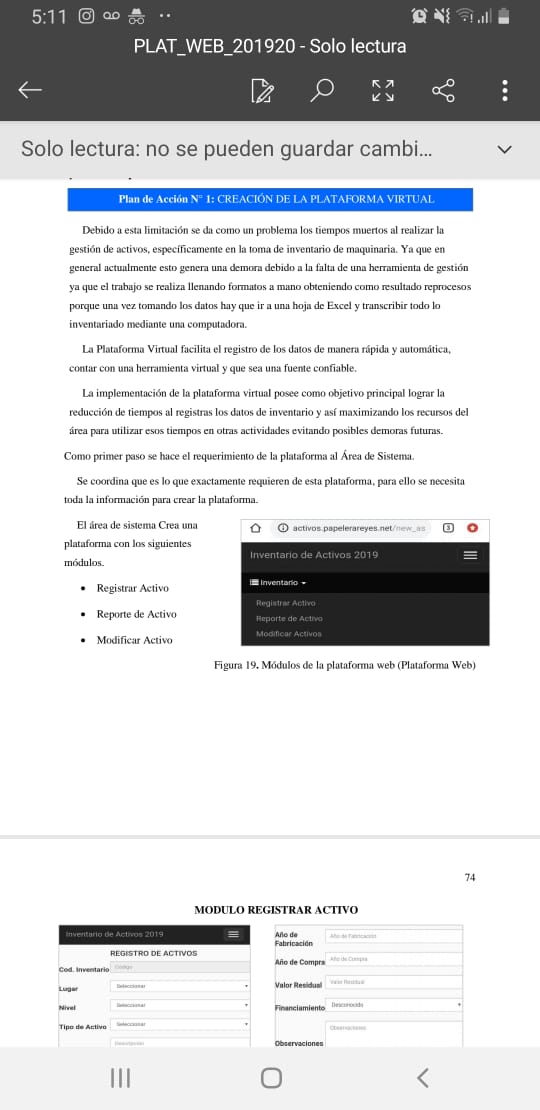 5:11
PLAT_WEB_201920 - Solo lectura
Solo lectura: no se pueden guardar cambi...
Plan de Acción N° 1: CREACIÓN DE LA PLATAFORMA VIRTUAL
Debido a esta limitación se da como un problema los tiempos muertos al realizar la
gestión de activos, específicamente en la toma de inventario de maquinaria. Ya que en
general actualmente esto genera una demora debido a la falta de una herramienta de gestión
ya que el trabajo se realiza llenando formatos a mano obteniendo como resultado reprocesos
porque una vez tomando los datos hay que ir a una hoja de Excel y transcribir todo lo
inventariado mediante una computadora.
La Plataforma Virtual facilita el registro de los datos de manera rápida y automática,
contar con una herramienta virtual y que sea una fuente confiable.
La implementación de la plataforma virtual posee como objetivo principal lograr la
reducción de tiempos al registras los datos de inventario y así maximizando los recursos del
área para utilizar esos tiempos en otras actividades evitando posibles demoras futuras.
Como primer paso se hace el requerimiento de la plataforma al Área de Sistema.
Se coordina que es lo que exactamente requieren de esta plataforma, para ello se necesita
toda la información para crear la plataforma.
El área de sistema Crea una
plataforma con los siguientes
módulos.
• Registrar Activo
• Reporte de Activo
• Modificar Activo
activos.papelerareyes.net/new_as
3
Inventario de Activos 2019
Inventario
Registrar Activo
Reporte de Activo
Modificar Activos
Figura 19. Módulos de la plataforma web (Plataforma Web)
74
MODULO REGISTRAR ACTIVO
Inventario de Activos 2019
REGISTRO DE ACTIVOS
Cod. Inventario Código
Lugar Seleccionar
Nivel Seleccionar
Tipo de Activo Seleccionar
Descripción
Año de Fabricación Año de Fabricación
Año de Compra Año de Compra
Valor Residual Valor Residual
Financiamiento Desconocido
Observaciones Observaciones